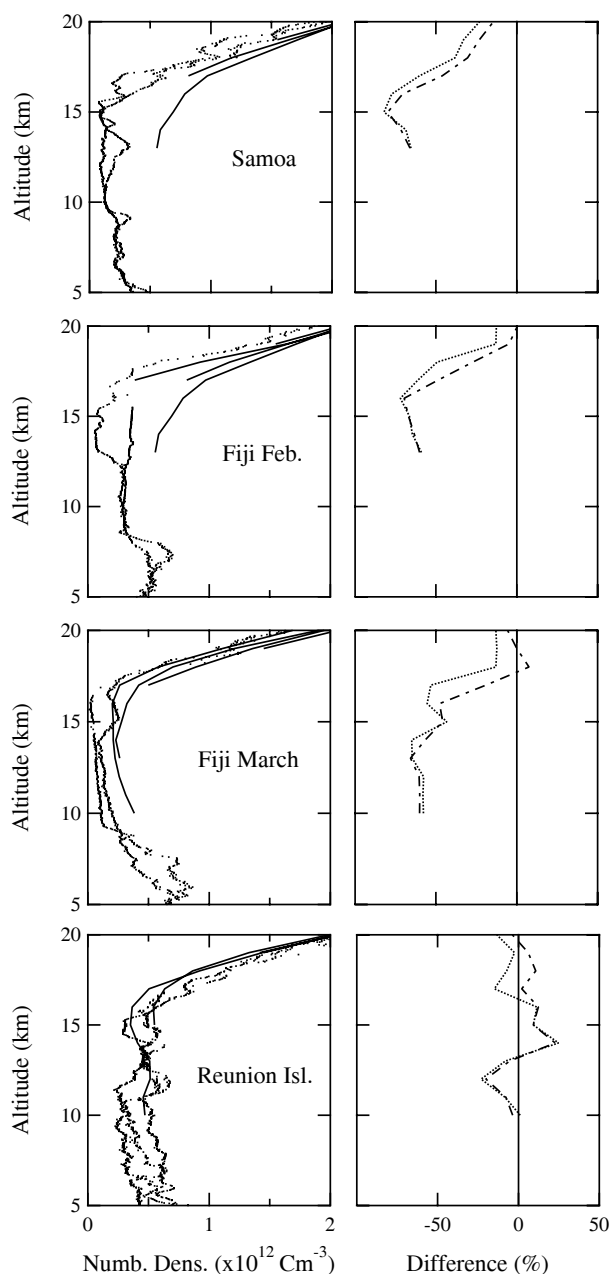 20
15
10
5
Altitude (km)
Samoa
20
15
10
5
Altitude (km)
Fiji Feb.
20
15
10
5
Altitude (km)
Fiji March
20
15
10
5
Altitude (km)
Reunion Isl.
0 1 2
Numb. Dens. (x10¹² Cm⁻³)
-50 0 50
Difference (%)